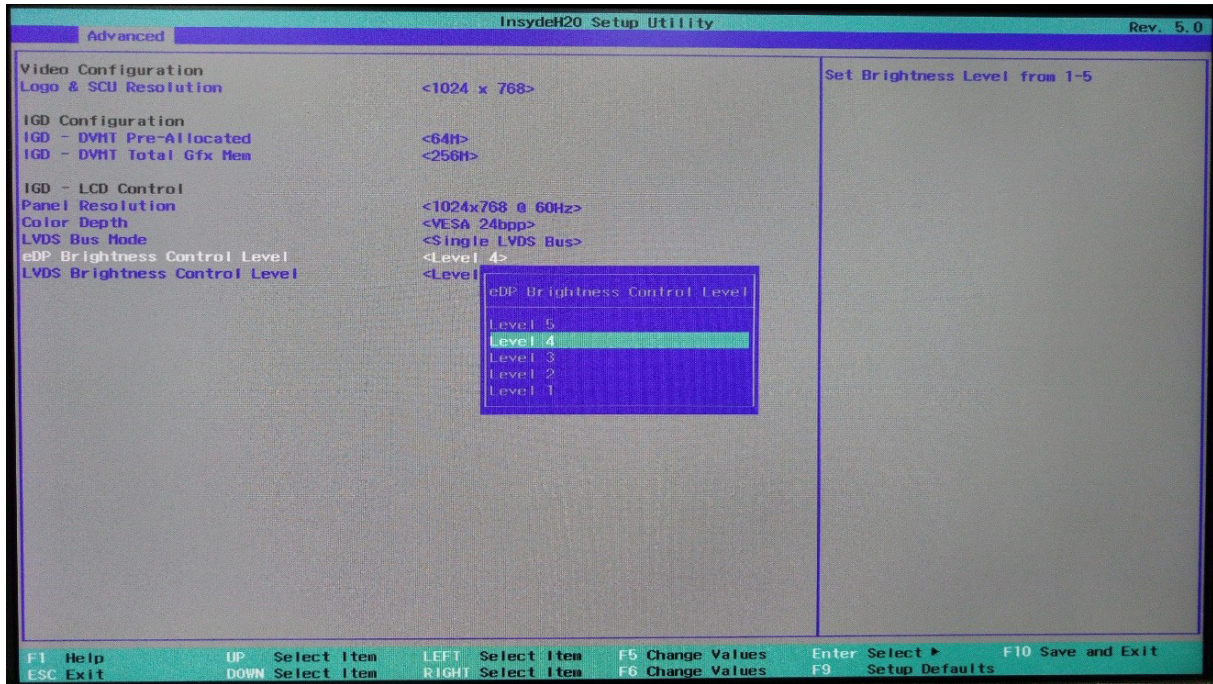 InsydeH20 Setup Utility
Rev. 5.0
Advanced
Video Configuration
Logo & SCU Resolution <1024 x 768>
IGD Configuration
IGD - DVMT Pre-Allocated <64M>
IGD - DVMT Total Gfx Mem <256M>
IGD - LCD Control
Panel Resolution <1024x768 @ 60Hz>
Color Depth <VESA 24bpp>
LVDS Bus Mode <Single LVDS Bus>
eDP Brightness Control Level <Level 4>
LVDS Brightness Control Level <Level
eDP Brightness Control Level
Level 5
Level 4
Level 3
Level 2
Level 1
Set Brightness Level from 1-5
F1 Help UP Select Item LEFT Select Item F5 Change Values Enter Select ▶ F10 Save and Exit
ESC Exit DOWN Select Item RIGHT Select Item F6 Change Values F9 Setup Defaults